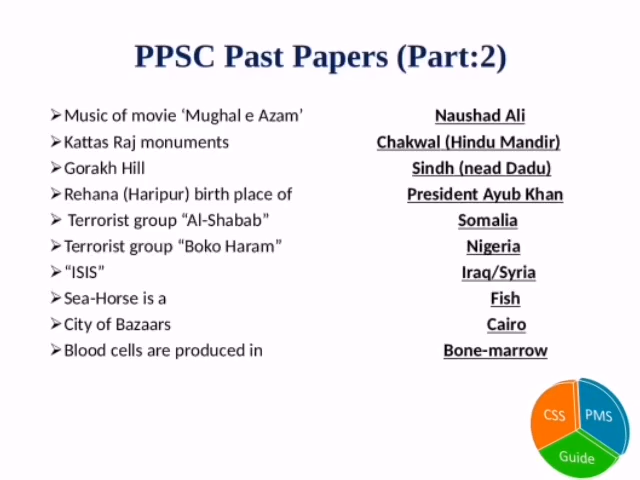 PPSC Past Papers (Part:2)
➢Music of movie ‘Mughal e Azam’ Naushad Ali
➢Kattas Raj monuments Chakwal (Hindu Mandir)
➢Gorakh Hill Sindh (nead Dadu)
➢Rehana (Haripur) birth place of President Ayub Khan
➢ Terrorist group “Al-Shabab” Somalia
➢Terrorist group “Boko Haram” Nigeria
➢“ISIS” Iraq/Syria
➢Sea-Horse is a Fish
➢City of Bazaars Cairo
➢Blood cells are produced in Bone-marrow
CSS PMS
Guide